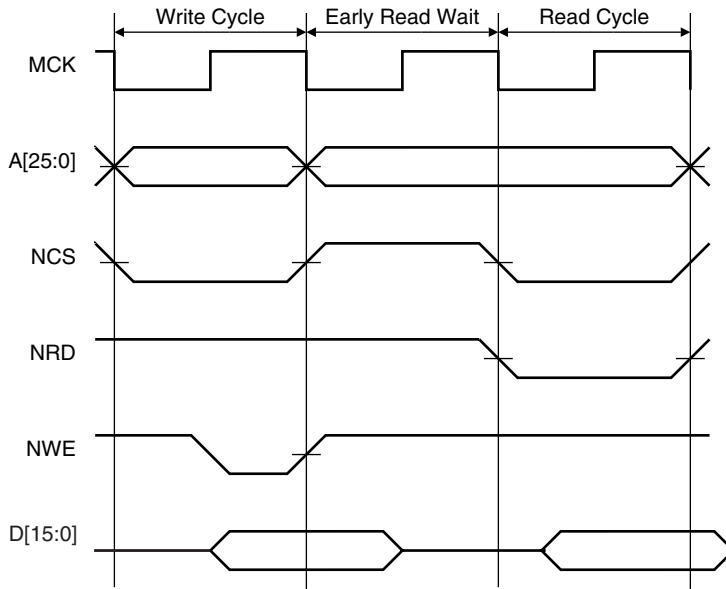 Write Cycle Early Read Wait Read Cycle
MCK
A[25:0]
NCS
NRD
NWE
D[15:0]